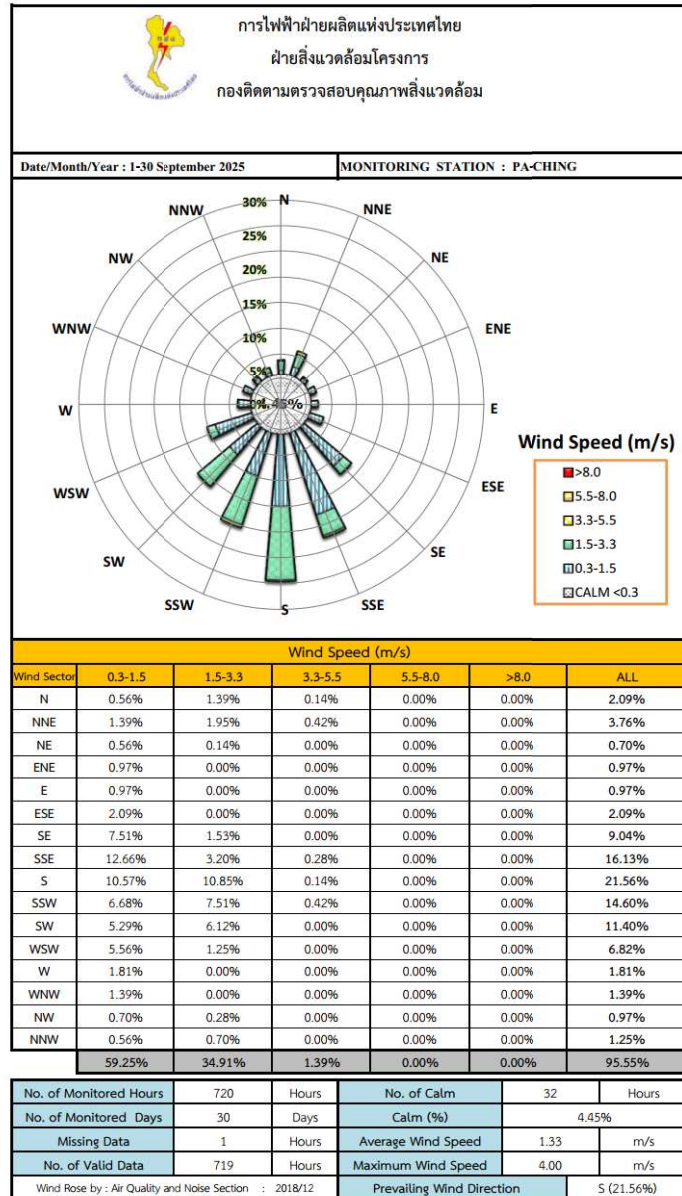 การไฟฟ้าฝ่ายผลิตแห่งประเทศไทย
ฝ่ายสิ่งแวดล้อมโครงการ
กองติดตามตรวจสอบคุณภาพสิ่งแวดล้อม
Date/Month/Year : 1-30 September 2025 MONITORING STATION : PA-CHING
N
NNE
NE
ENE
E
ESE
SE
SSE
S
SSW
SW
WSW
W
WNW
NW
NNW
30%
25%
20%
15%
10%
5%
Wind Speed (m/s)
>8.0
5.5-8.0
3.3-5.5
1.5-3.3
0.3-1.5
CALM <0.3
Wind Speed (m/s)
Wind Sector 0.3-1.5 1.5-3.3 3.3-5.5 5.5-8.0 >8.0 ALL
N 0.56% 1.39% 0.14% 0.00% 0.00% 2.09%
NNE 1.39% 1.95% 0.42% 0.00% 0.00% 3.76%
NE 0.56% 0.14% 0.00% 0.00% 0.00% 0.70%
ENE 0.97% 0.00% 0.00% 0.00% 0.00% 0.97%
E 0.97% 0.00% 0.00% 0.00% 0.00% 0.97%
ESE 2.09% 0.00% 0.00% 0.00% 0.00% 2.09%
SE 7.51% 1.53% 0.00% 0.00% 0.00% 9.04%
SSE 12.66% 3.20% 0.28% 0.00% 0.00% 16.13%
S 10.57% 10.85% 0.14% 0.00% 0.00% 21.56%
SSW 6.68% 7.51% 0.42% 0.00% 0.00% 14.60%
SW 5.29% 6.12% 0.00% 0.00% 0.00% 11.40%
WSW 5.56% 1.25% 0.00% 0.00% 0.00% 6.82%
W 1.81% 0.00% 0.00% 0.00% 0.00% 1.81%
WNW 1.39% 0.00% 0.00% 0.00% 0.00% 1.39%
NW 0.70% 0.28% 0.00% 0.00% 0.00% 0.97%
NNW 0.56% 0.70% 0.00% 0.00% 0.00% 1.25%
59.25% 34.91% 1.39% 0.00% 0.00% 95.55%
No. of Monitored Hours 720 Hours No. of Calm 32 Hours
No. of Monitored Days 30 Days Calm (%) 4.45%
Missing Data 1 Hours Average Wind Speed 1.33 m/s
No. of Valid Data 719 Hours Maximum Wind Speed 4.00 m/s
Wind Rose by : Air Quality and Noise Section : 2018/12 Prevailing Wind Direction S (21.56%)